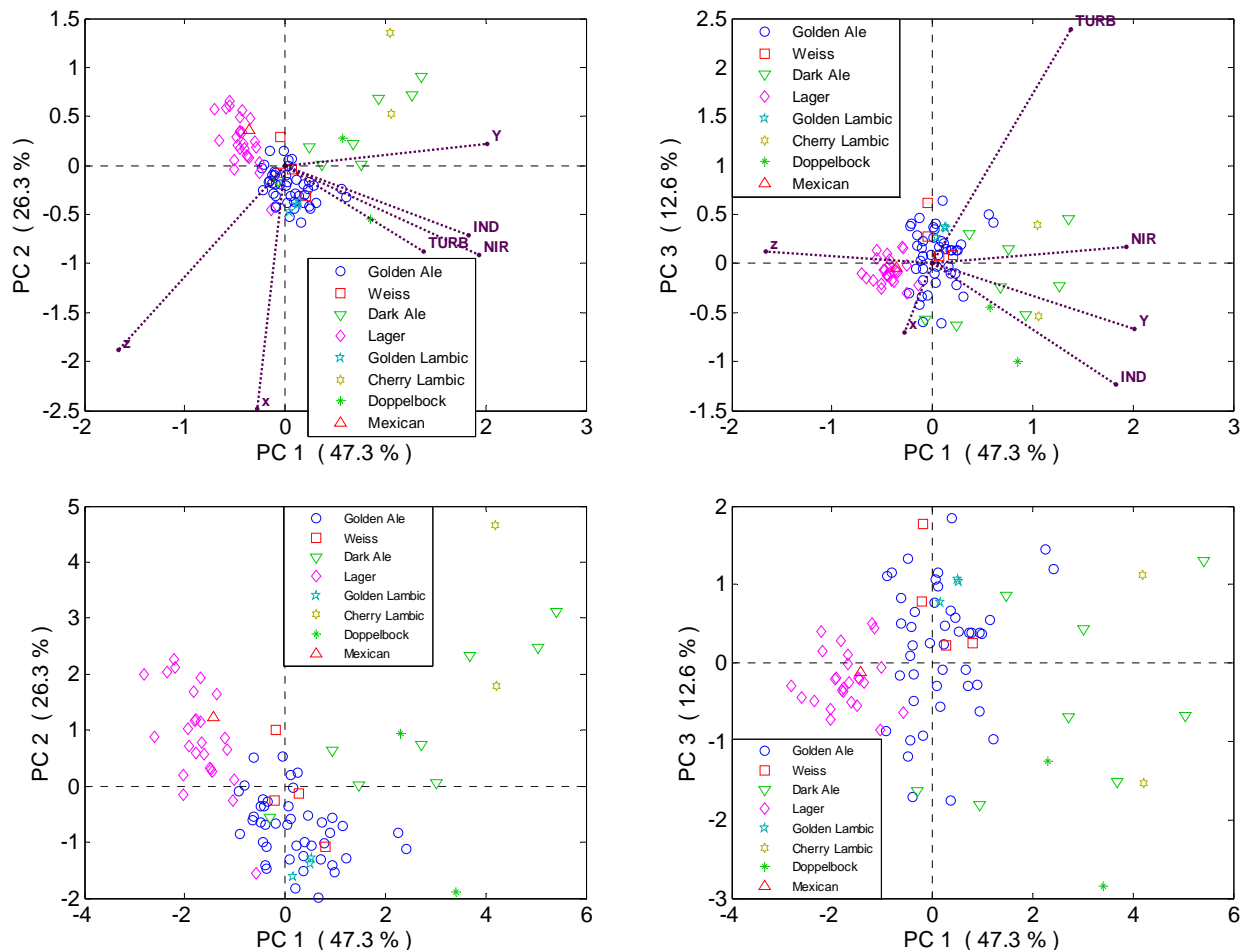 1.5
1
0.5
0
-0.5
-1
-1.5
-2
-2.5
-2
-1
0
1
2
3
PC 2 ( 26.3 % )
PC 1 ( 47.3 % )
Y
IND
TURB
NIR
z
x
Golden Ale
Weiss
Dark Ale
Lager
Golden Lambic
Cherry Lambic
Doppelbock
Mexican
2.5
2
1.5
1
0.5
0
-0.5
-1
-1.5
-2
-1
0
1
2
3
PC 3 ( 12.6 % )
PC 1 ( 47.3 % )
TURB
Golden Ale
Weiss
Dark Ale
Lager
Golden Lambic
Cherry Lambic
Doppelbock
Mexican
z
NIR
x
Y
IND
5
4
3
2
1
0
-1
-2
-4
-2
0
2
4
6
PC 2 ( 26.3 % )
PC 1 ( 47.3 % )
Golden Ale
Weiss
Dark Ale
Lager
Golden Lambic
Cherry Lambic
Doppelbock
Mexican
3
2
1
0
-1
-2
-3
-4
-2
0
2
4
6
PC 3 ( 12.6 % )
PC 1 ( 47.3 % )
Golden Ale
Weiss
Dark Ale
Lager
Golden Lambic
Cherry Lambic
Doppelbock
Mexican